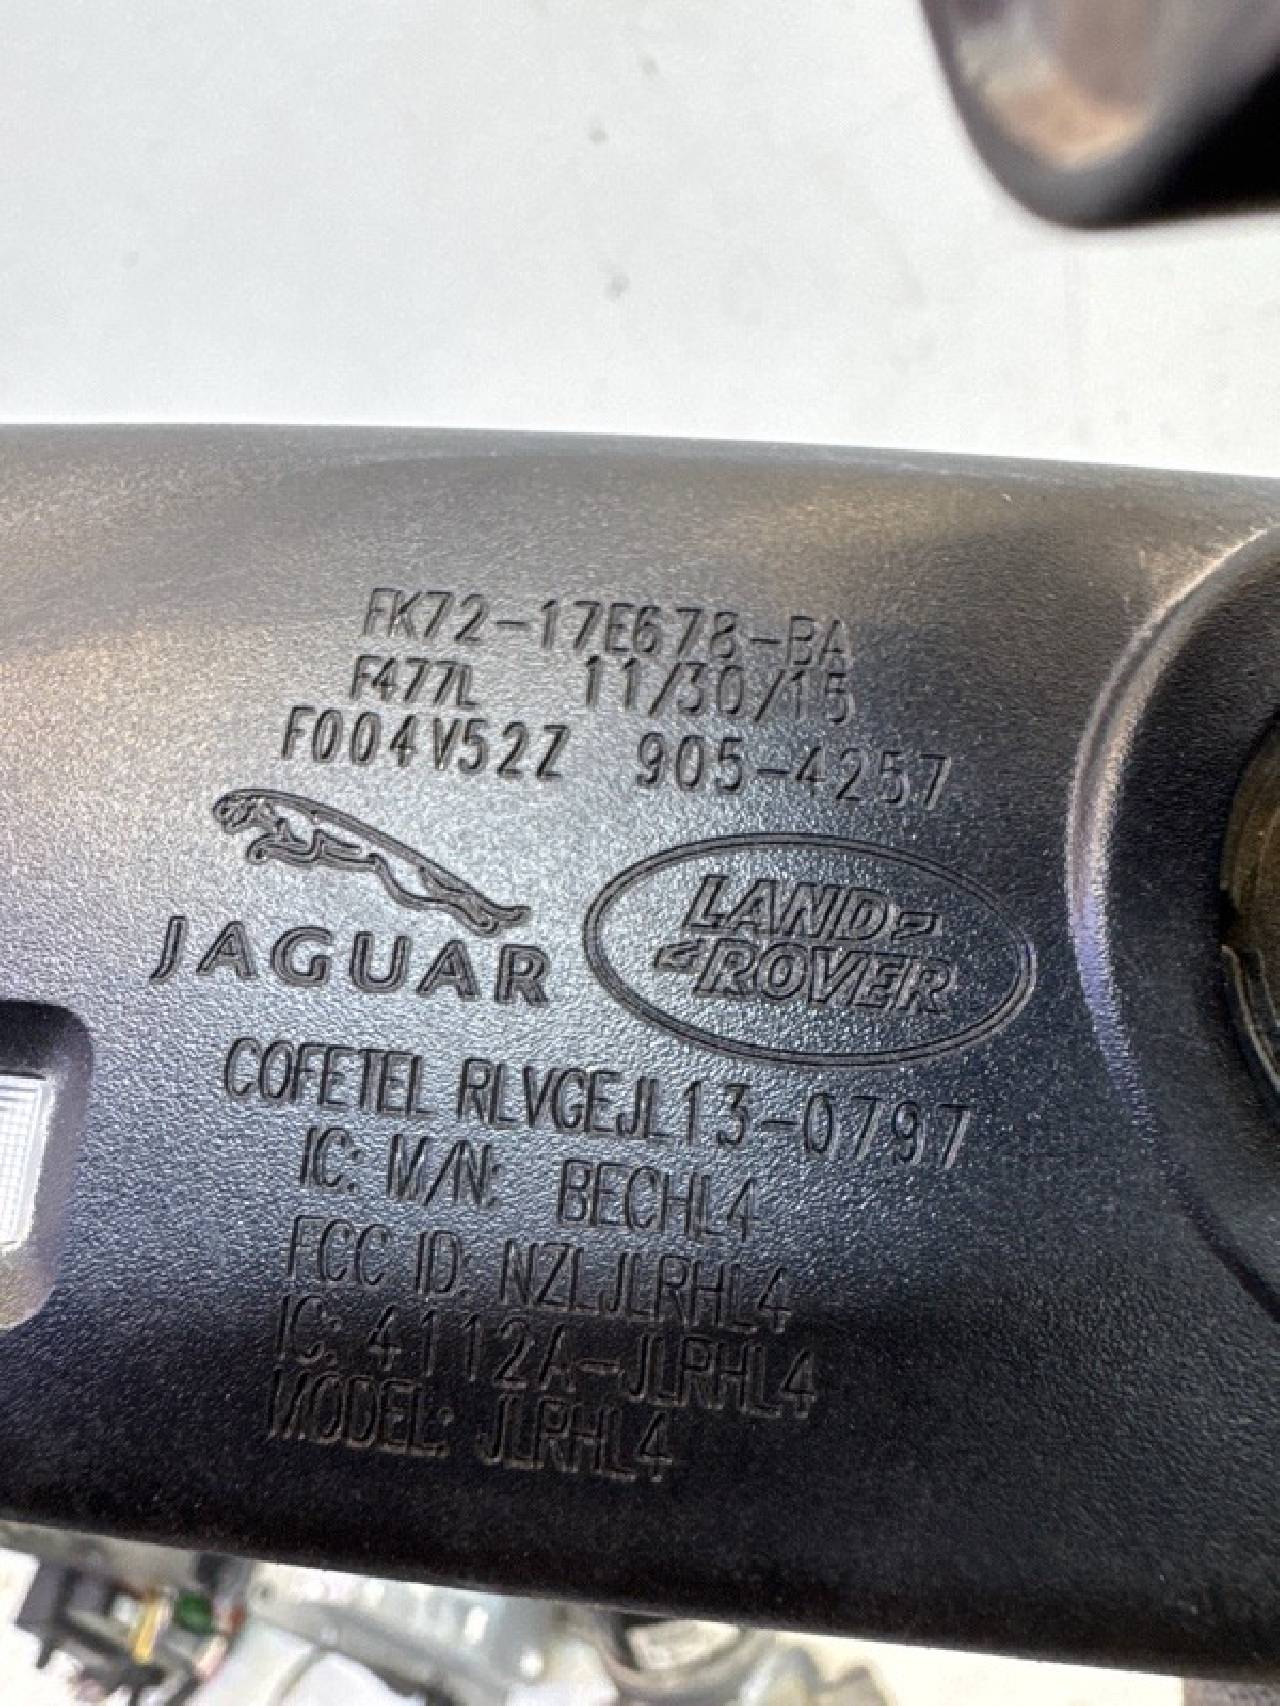 FK72-17E678-BA
F477L 11/30/15
F004V52Z 905-4257
JAGUAR
LAND
ROVER
COFETEL RLVGEJL13-0797
IC: M/N: BECHL4
FCC ID: NZLJLRHL4
IC: 4112A-JLRHL4
MODEL: JLRHL4